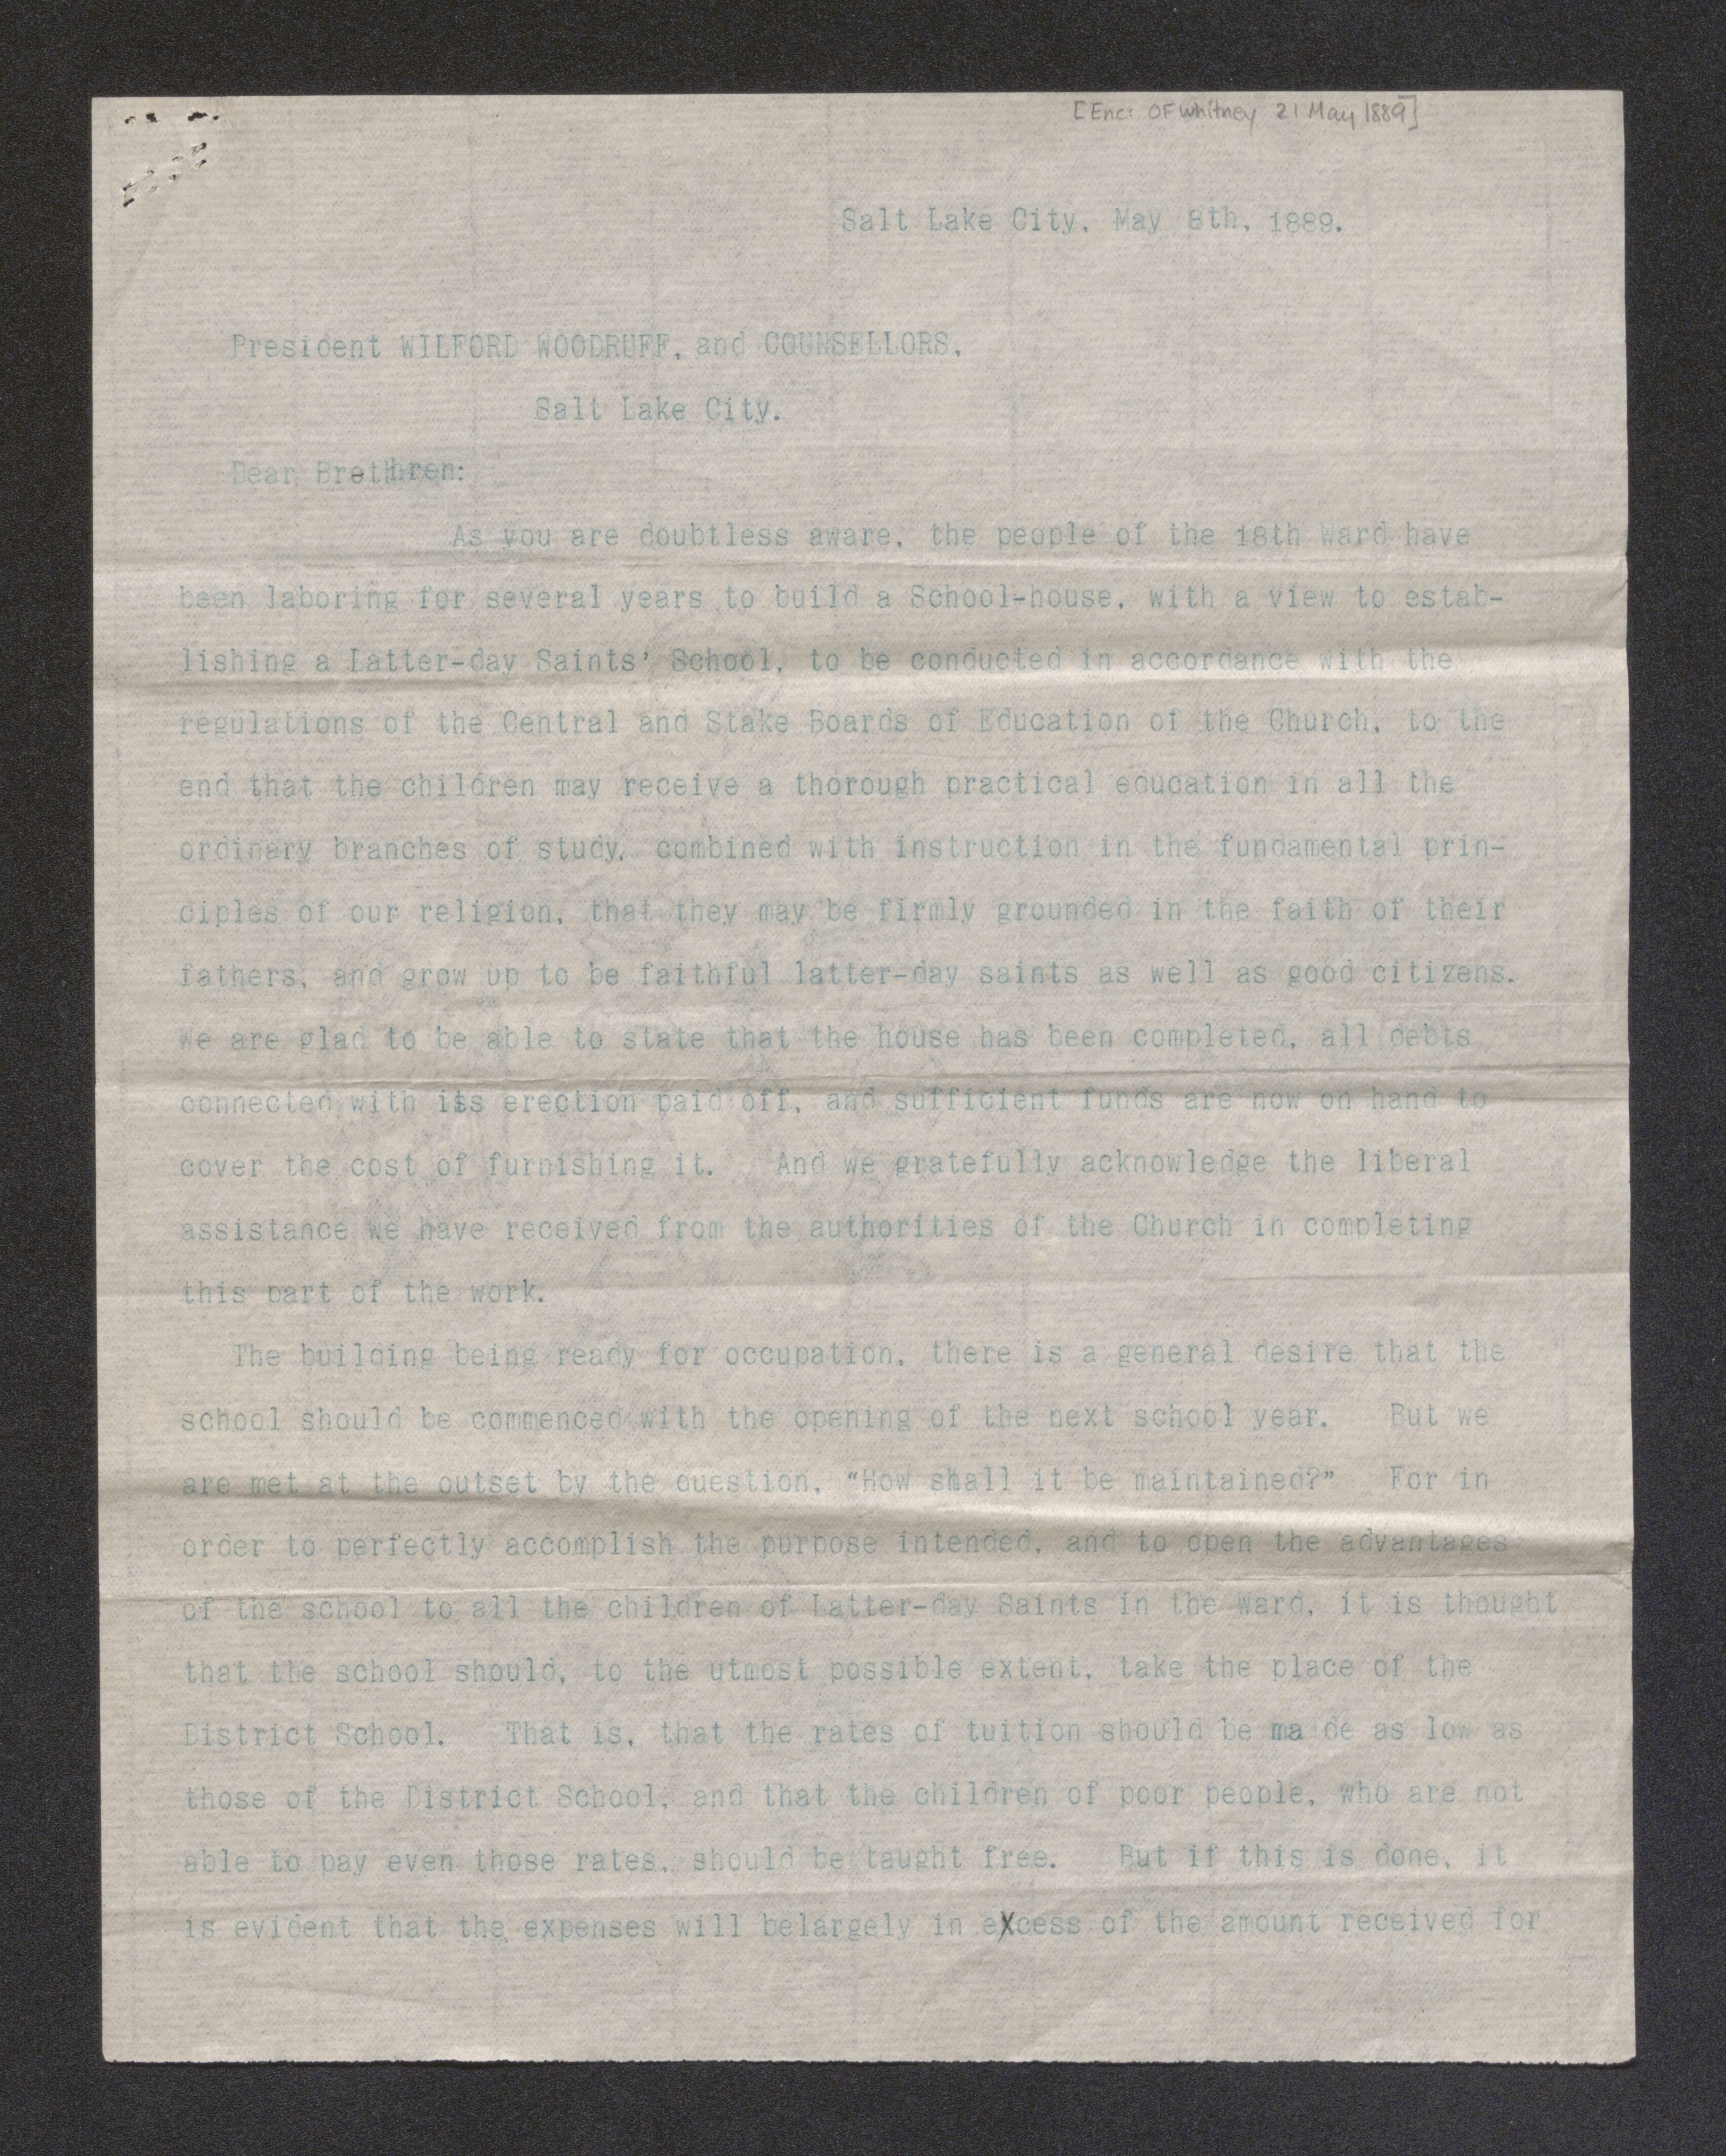 [Enc: OFWhitney 21 May 1889]
Salt Lake City, May 8th, 1889.
President WILFORD WOODRUFF, and COUNSELLORS,
Salt Lake City.
Dear Brethren:
As you are doubtless aware, the people of the 18th Ward have
been laboring for several years to build a School-house, with a view to estab-
lishing a Latter-day Saints' School, to be conducted in accordance with the
regulations of the Central and Stake Boards of Education of the Church, to the
end that the children may receive a thorough practical education in all the
ordinary branches of study, combined with instruction in the fundamental prin-
ciples of our religion, that they may be firmly grounded in the faith of their
fathers, and grow up to be faithful latter-day saints as well as good citizens.
We are glad to be able to state that the house has been completed, all debts
connected with its erection paid off, and sufficient funds are now on hand to
cover the cost of furnishing it. And we gratefully acknowledge the liberal
assistance we have received from the authorities of the Church in completing
this part of the work.
The building being ready for occupation, there is a general desire that the
school should be commenced with the opening of the next school year. But we
are met at the outset by the question, "How shall it be maintained?" For in
order to perfectly accomplish the purpose intended, and to open the advantages
of the school to all the children of Latter-day Saints in the Ward, it is thought
that the school should, to the utmost possible extent, take the place of the
District School. That is, that the rates of tuition should be ma de as low as
those of the District School, and that the children of poor people, who are not
able to pay even those rates, should be taught free. But if this is done, it
is evident that the expenses will belargely in excess of the amount received for